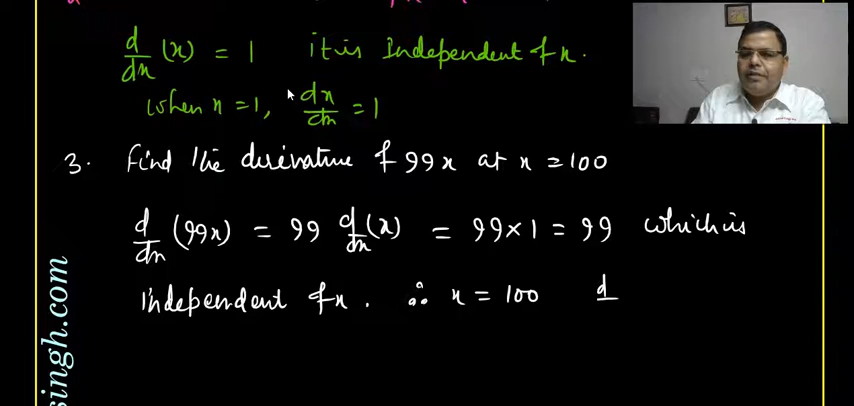 d/dx (x) = 1 it is Independent of x.
when x = 1, dx/dx = 1
3. Find the derivative of 99x at x = 100
d/dx (99x) = 99 d/dx (x) = 99 × 1 = 99 which is
independent of x. ∴ x = 100 d
singh.com